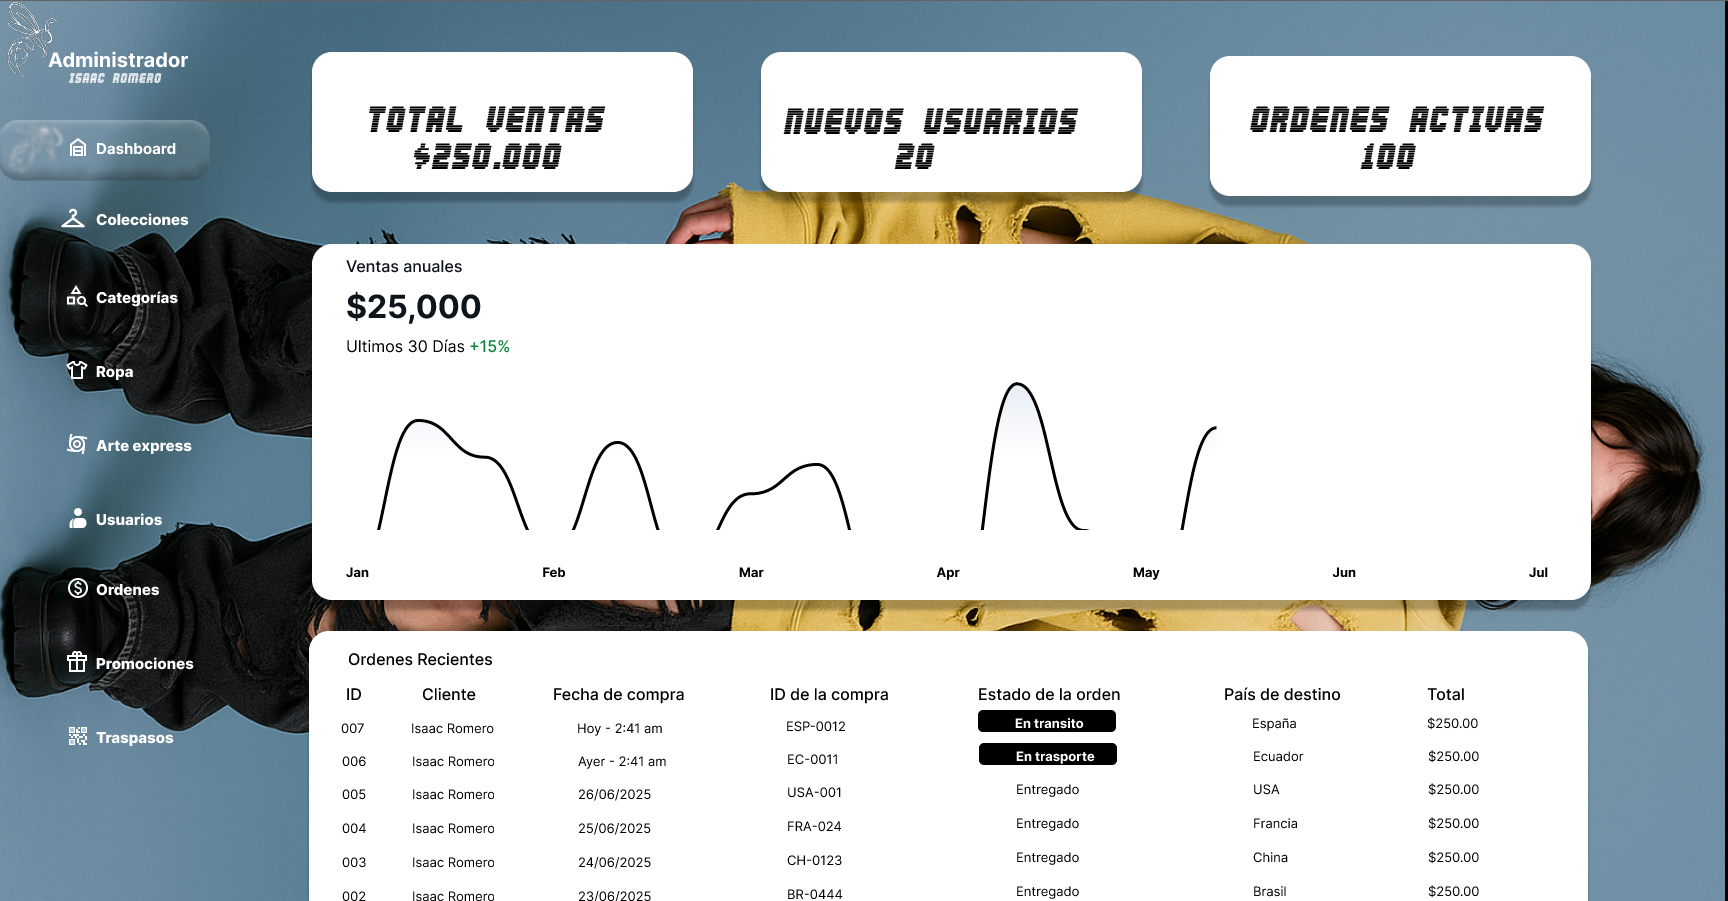 Administrador
ISAAC ROMERO
Dashboard
Colecciones
Categorías
Ropa
Arte express
Usuarios
Ordenes
Promociones
Traspasos
TOTAL VENTAS
$250.000
NUEVOS USUARIOS
20
ORDENES ACTIVAS
100
Ventas anuales
$25,000
Ultimos 30 Días +15%
Jan Feb Mar Apr May Jun Jul
Ordenes Recientes
ID Cliente Fecha de compra ID de la compra Estado de la orden País de destino Total
007 Isaac Romero Hoy - 2:41 am ESP-0012 En transito España $250.00
006 Isaac Romero Ayer - 2:41 am EC-0011 En trasporte Ecuador $250.00
005 Isaac Romero 26/06/2025 USA-001 Entregado USA $250.00
004 Isaac Romero 25/06/2025 FRA-024 Entregado Francia $250.00
003 Isaac Romero 24/06/2025 CH-0123 Entregado China $250.00
002 Isaac Romero 23/06/2025 BR-0444 Entregado Brasil $250.00